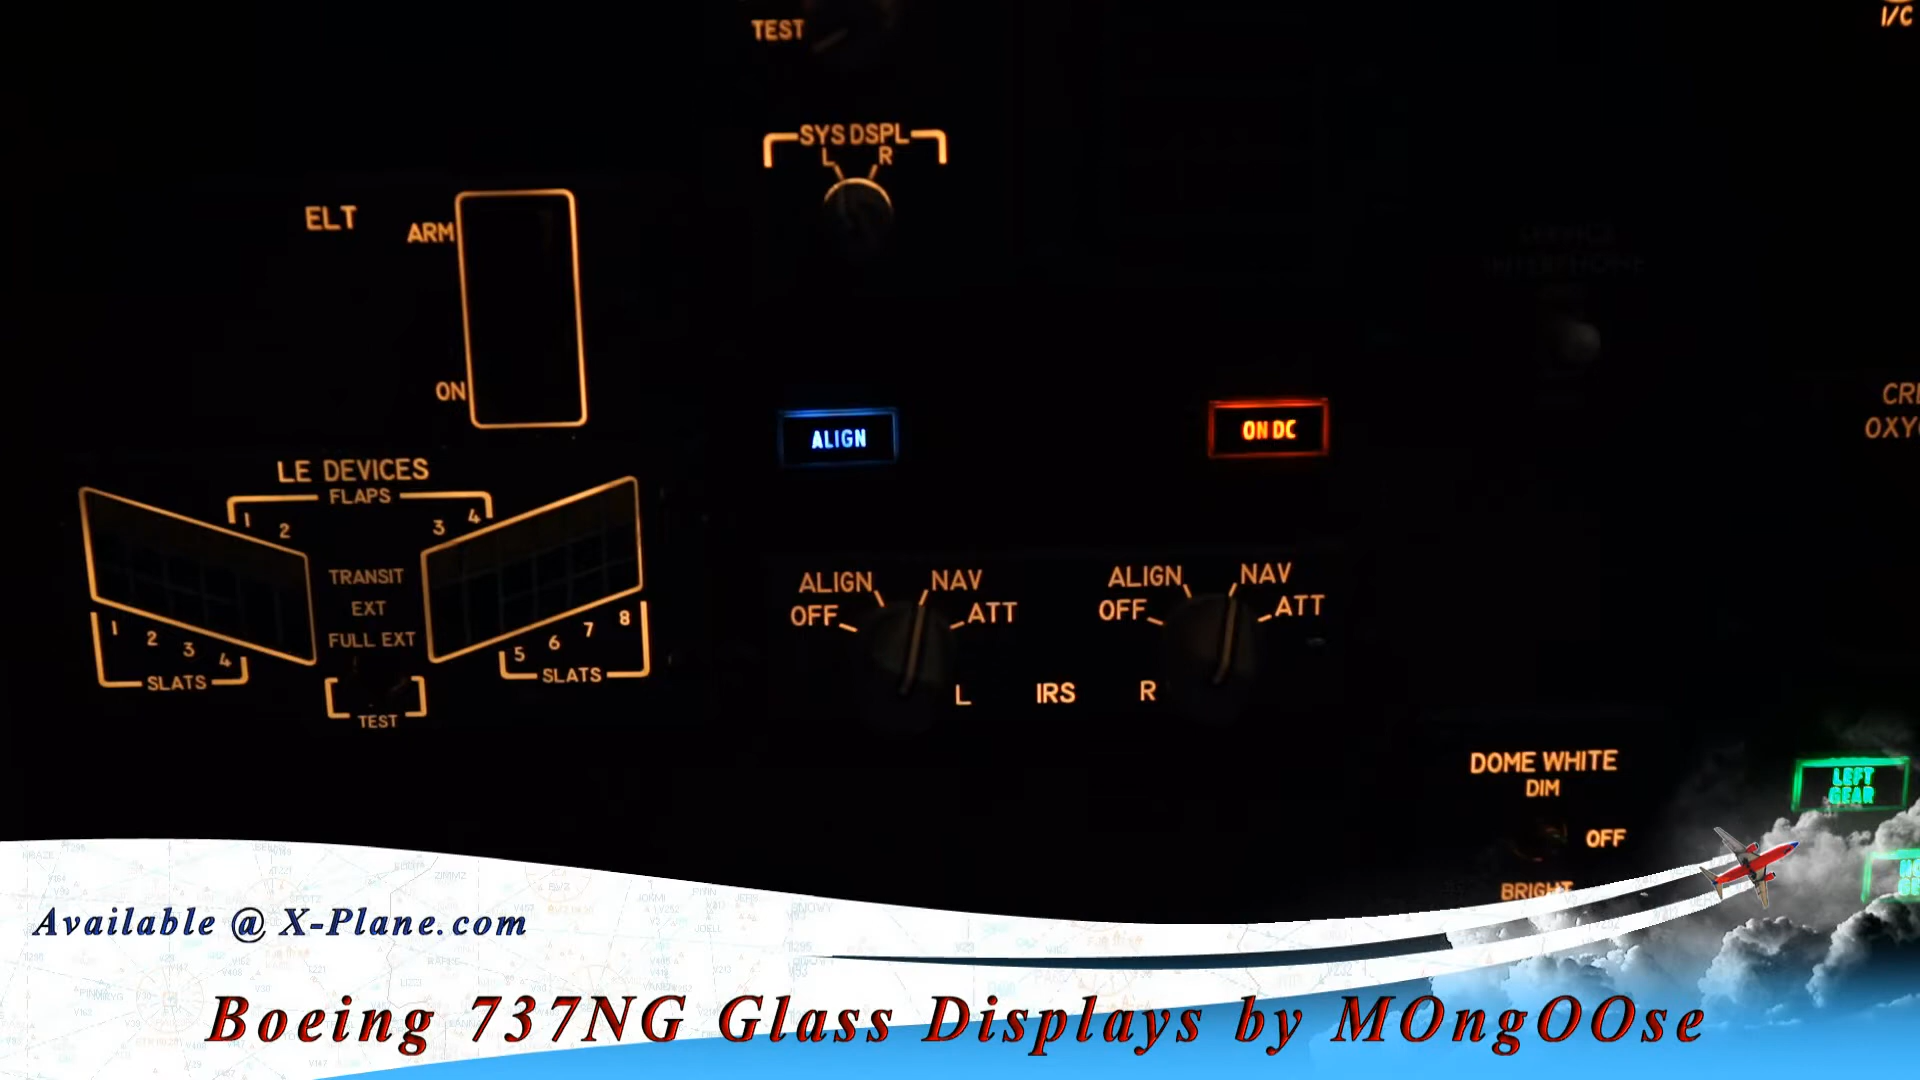 TEST
I/C
SYS DSPL
L R
ELT
ARM
ON
ALIGN
ON DC
LE DEVICES
FLAPS
1 2 3 4
TRANSIT
EXT
FULL EXT
1 2 3 4
SLATS
5 6 7 8
SLATS
TEST
ALIGN NAV
OFF ATT
ALIGN NAV
OFF ATT
L IRS R
DOME WHITE
DIM
OFF
BRIGHT
LEFT
GEAR
Available @ X-Plane.com
Boeing 737NG Glass Displays by MOngOOse